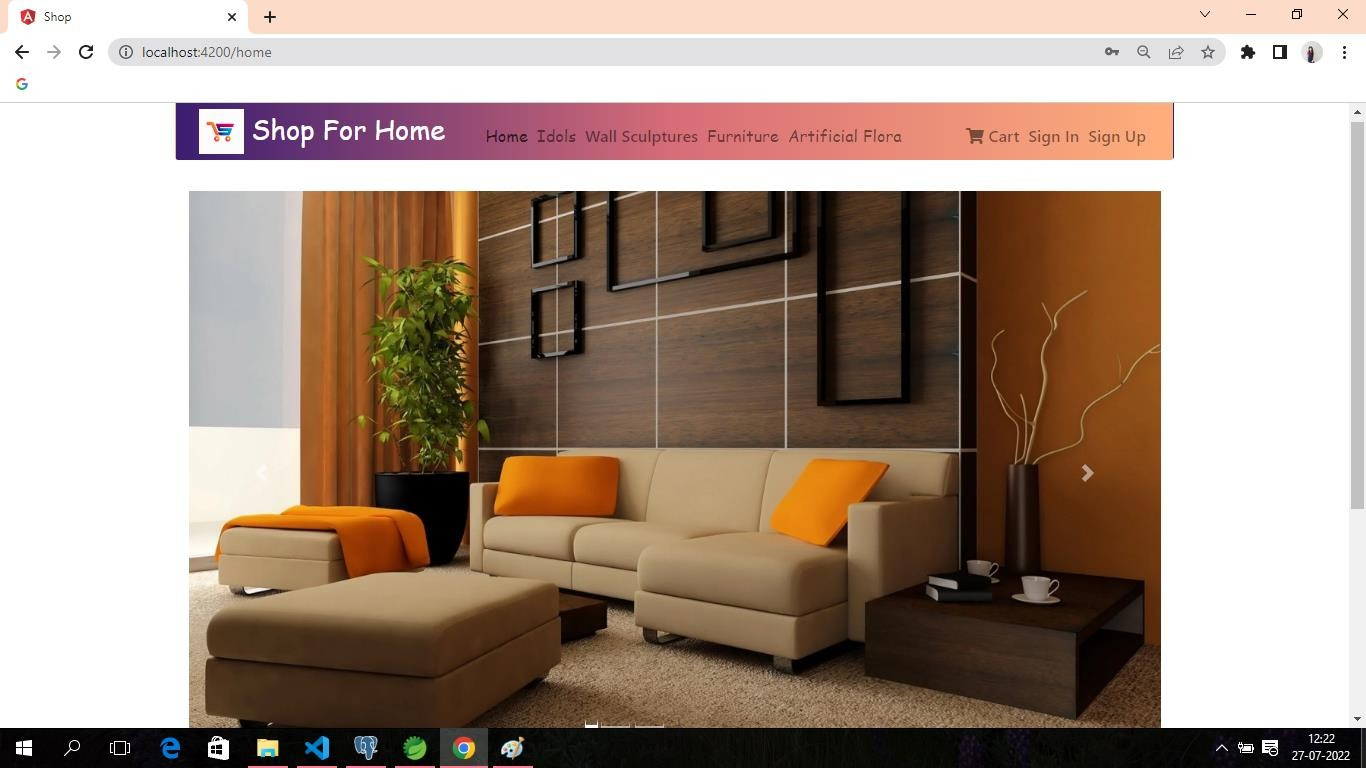 Shop
localhost:4200/home
Shop For Home
Home Idols Wall Sculptures Furniture Artificial Flora Cart Sign In Sign Up
12:22
27-07-2022